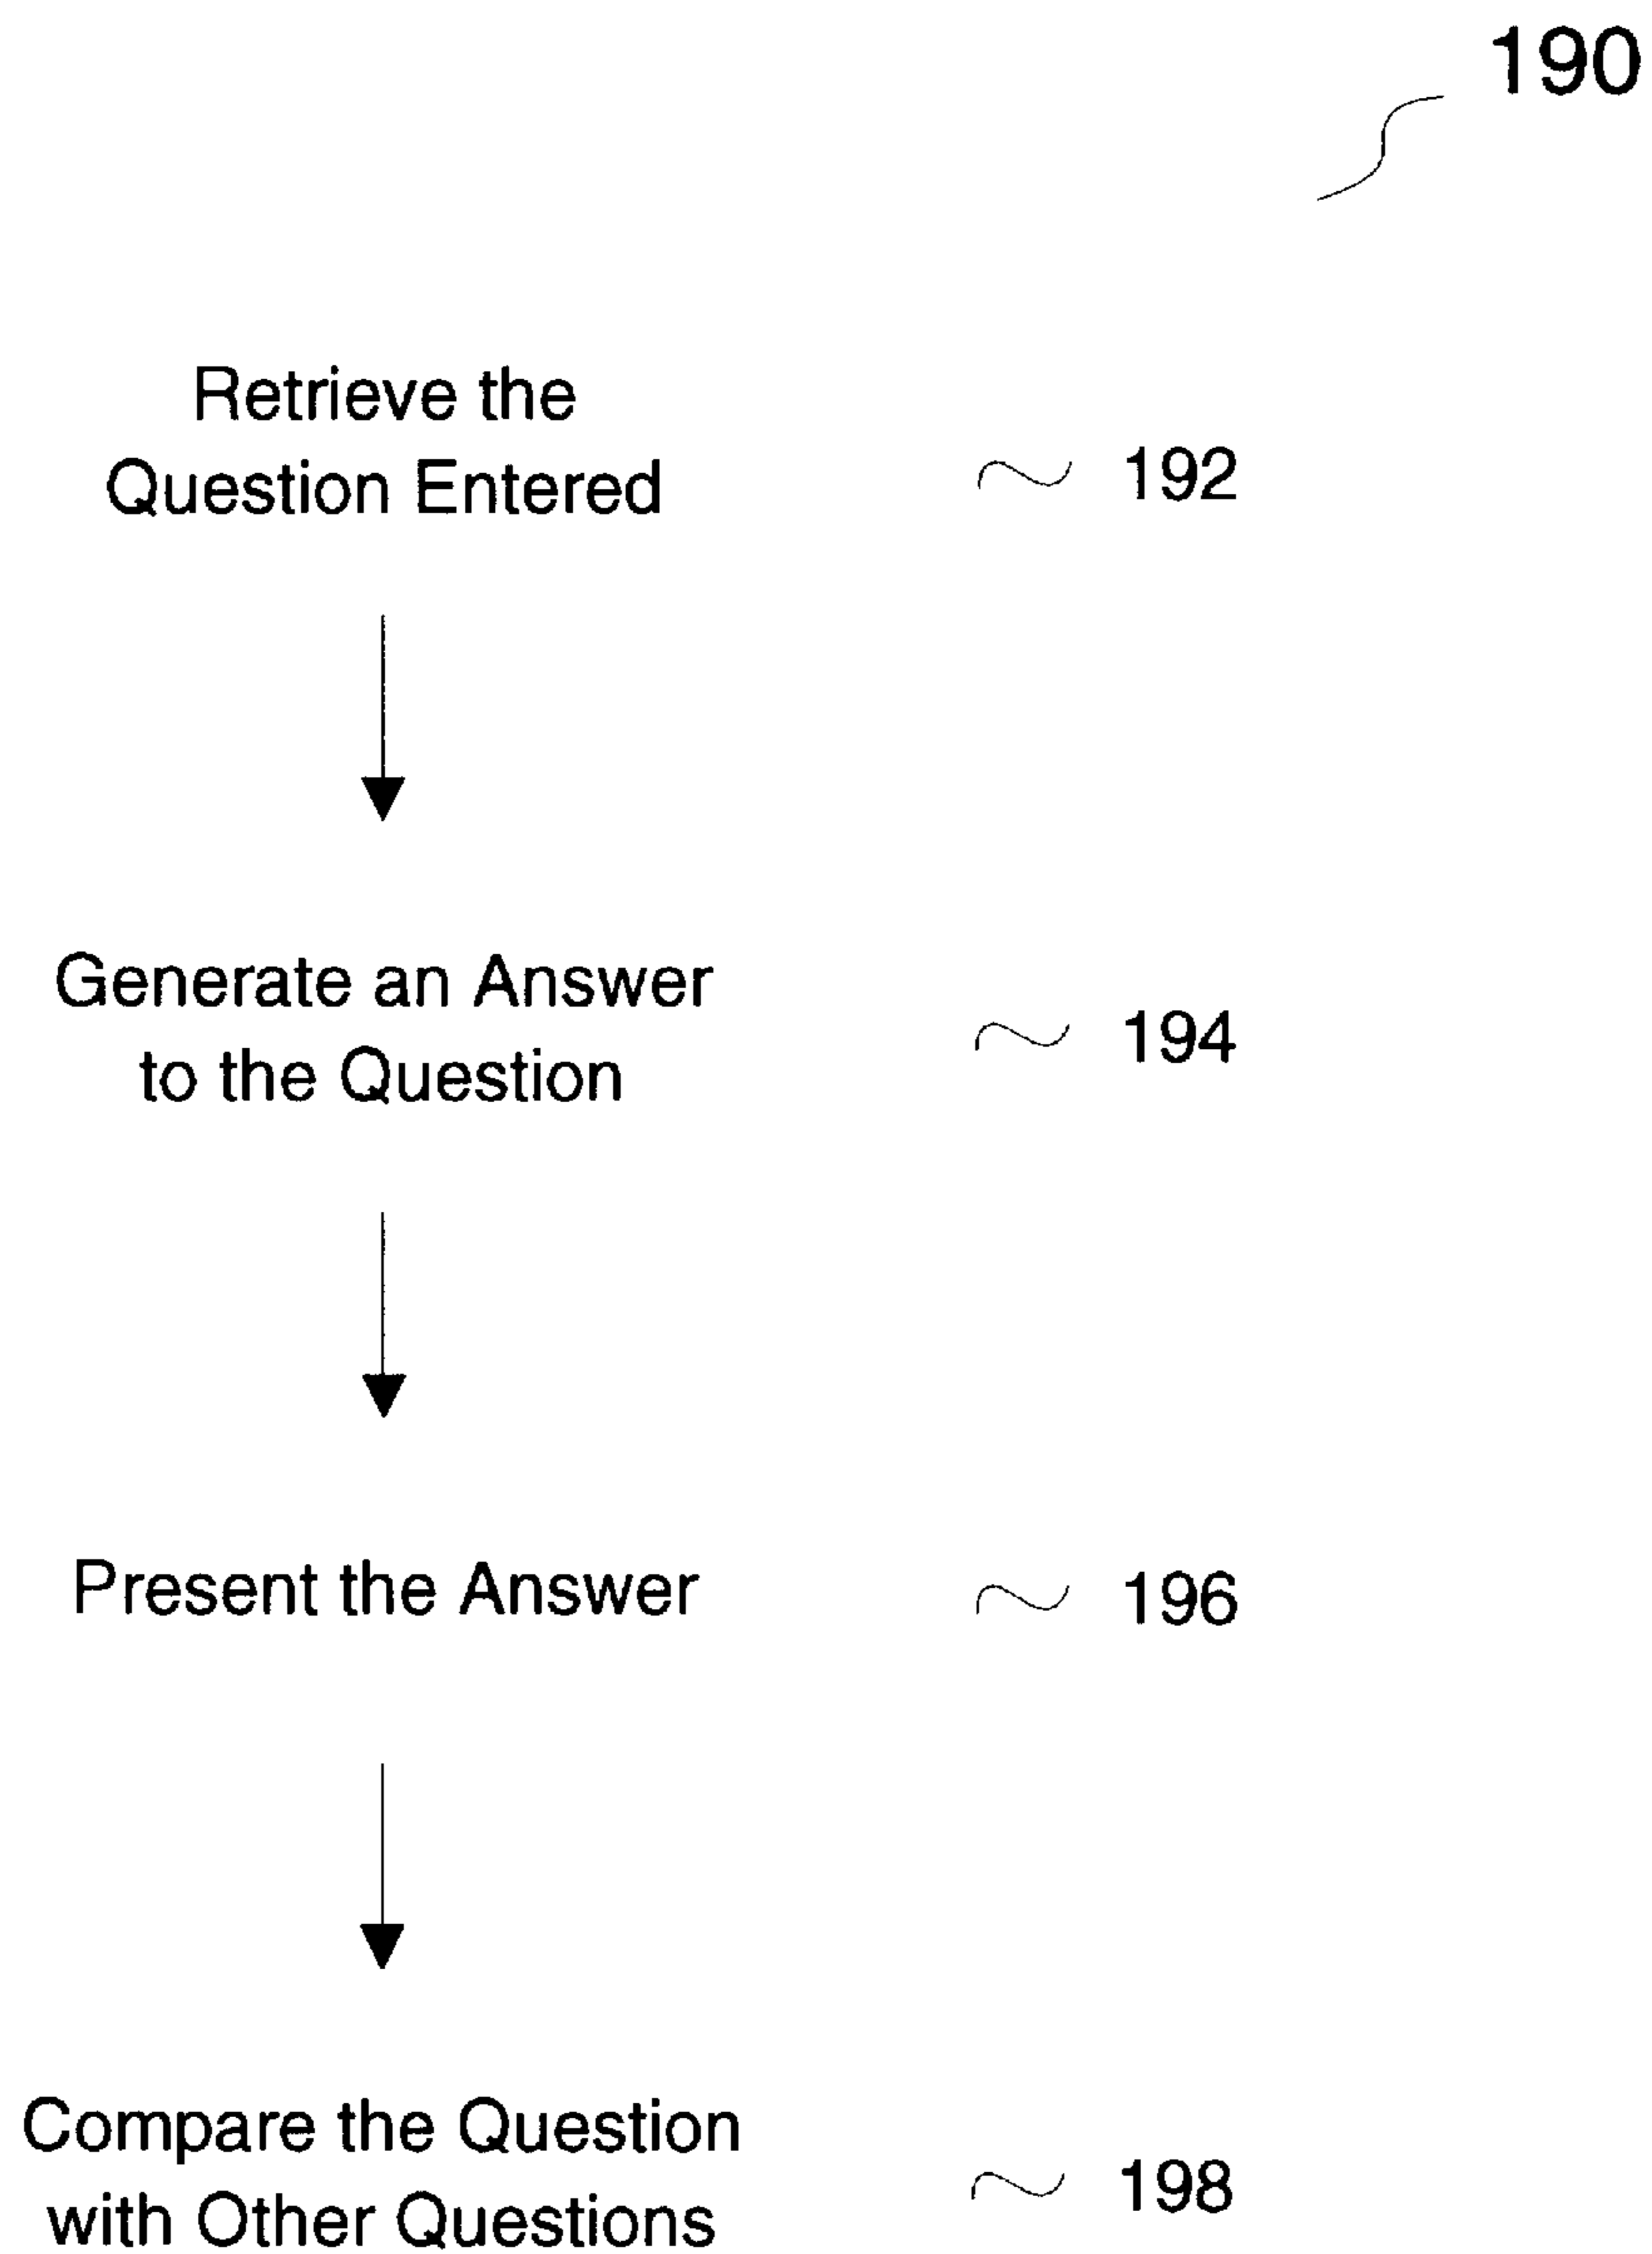 190
Retrieve the
Question Entered
192
Generate an Answer
to the Question
194
Present the Answer
196
Compare the Question
with Other Questions
198